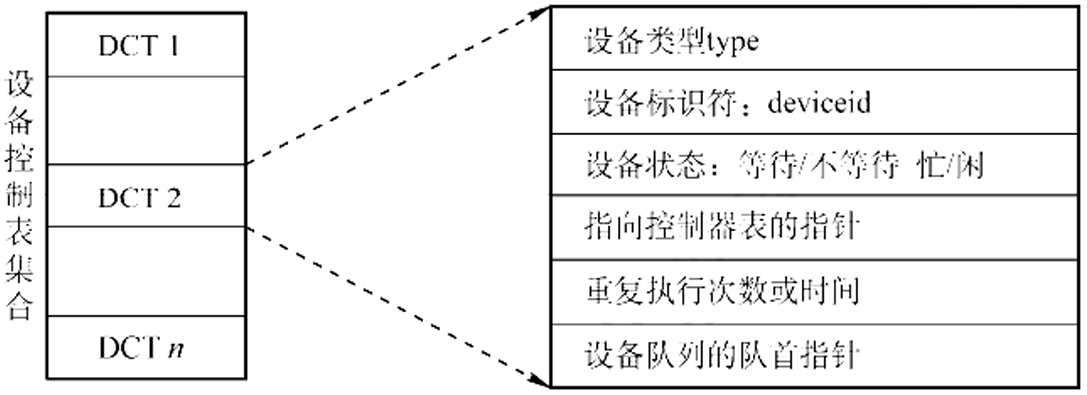 设备控制表集合
DCT 1
DCT 2
DCT n
设备类型type
设备标识符：deviceid
设备状态：等待/不等待 忙/闲
指向控制器表的指针
重复执行次数或时间
设备队列的队首指针